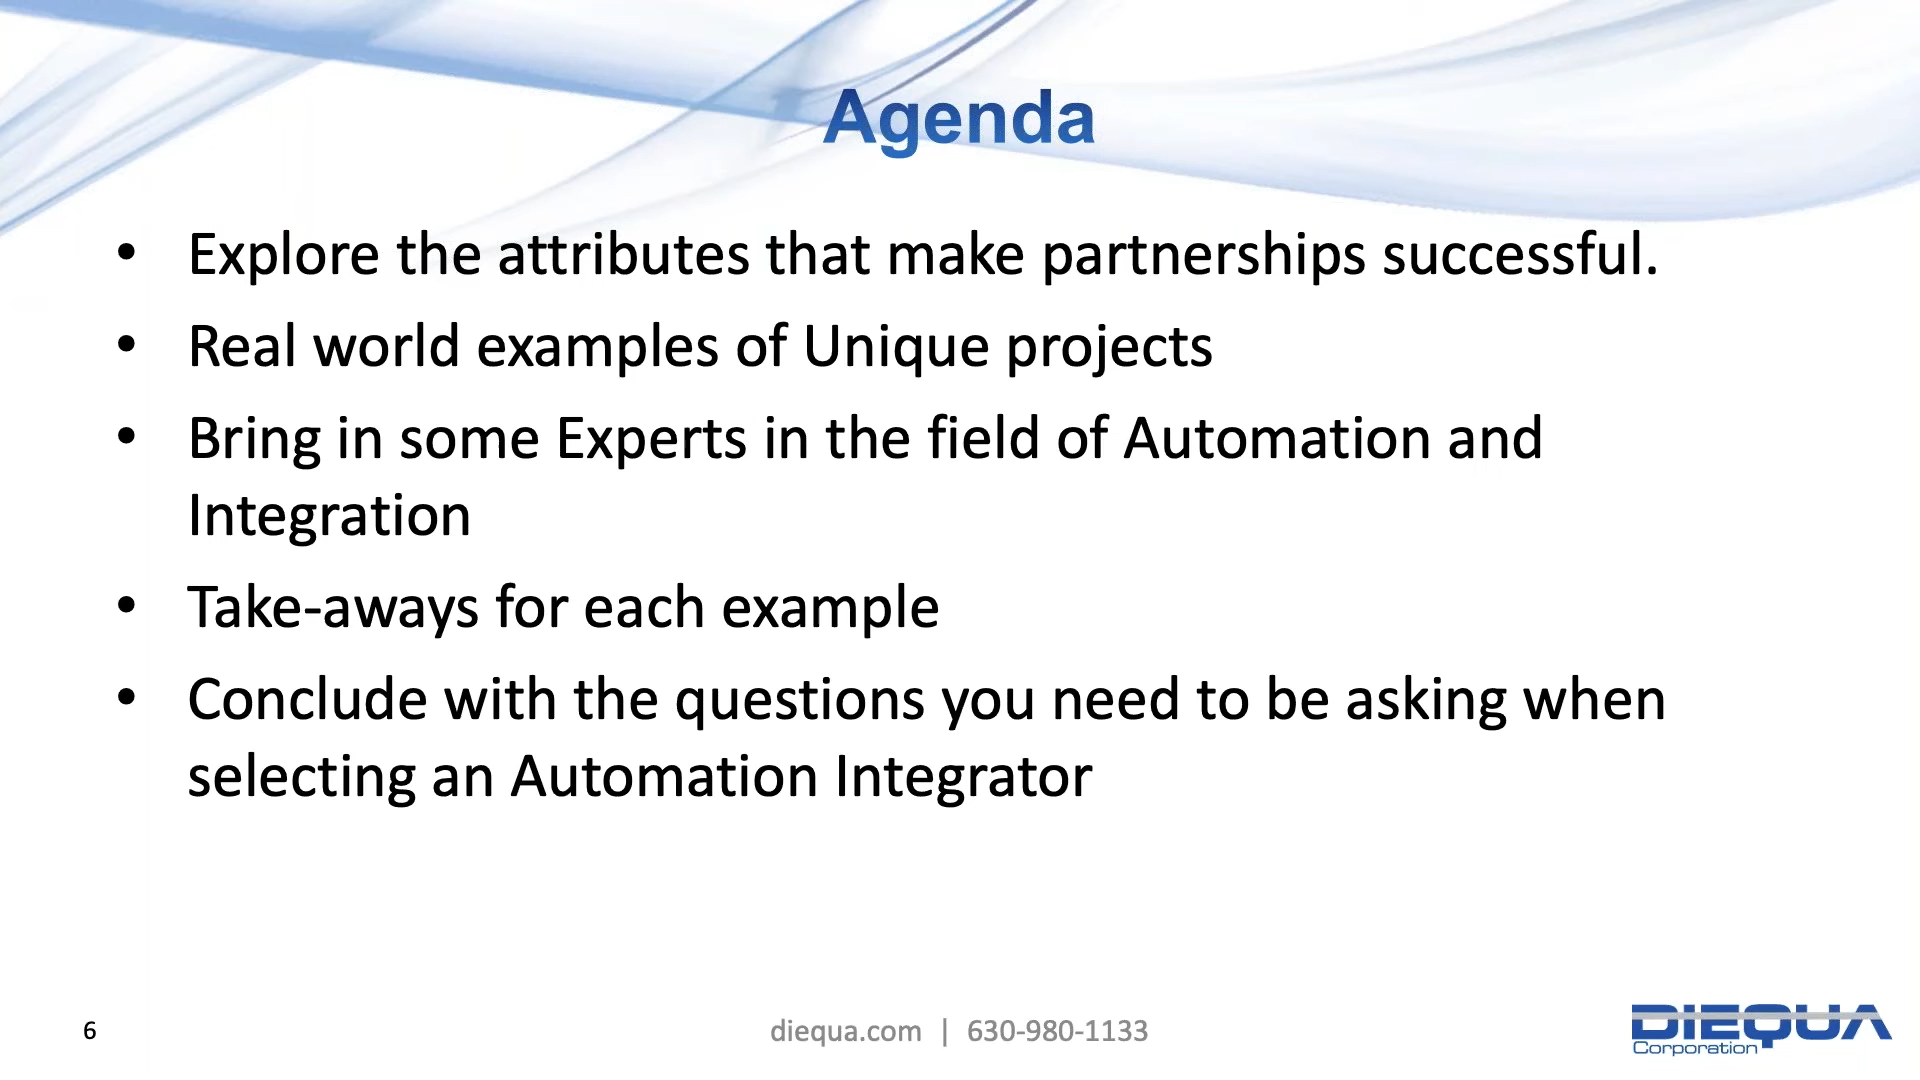 Agenda
• Explore the attributes that make partnerships successful.
• Real world examples of Unique projects
• Bring in some Experts in the field of Automation and
Integration
• Take-aways for each example
• Conclude with the questions you need to be asking when
selecting an Automation Integrator
6
diequa.com | 630-980-1133
DIEQUA
Corporation